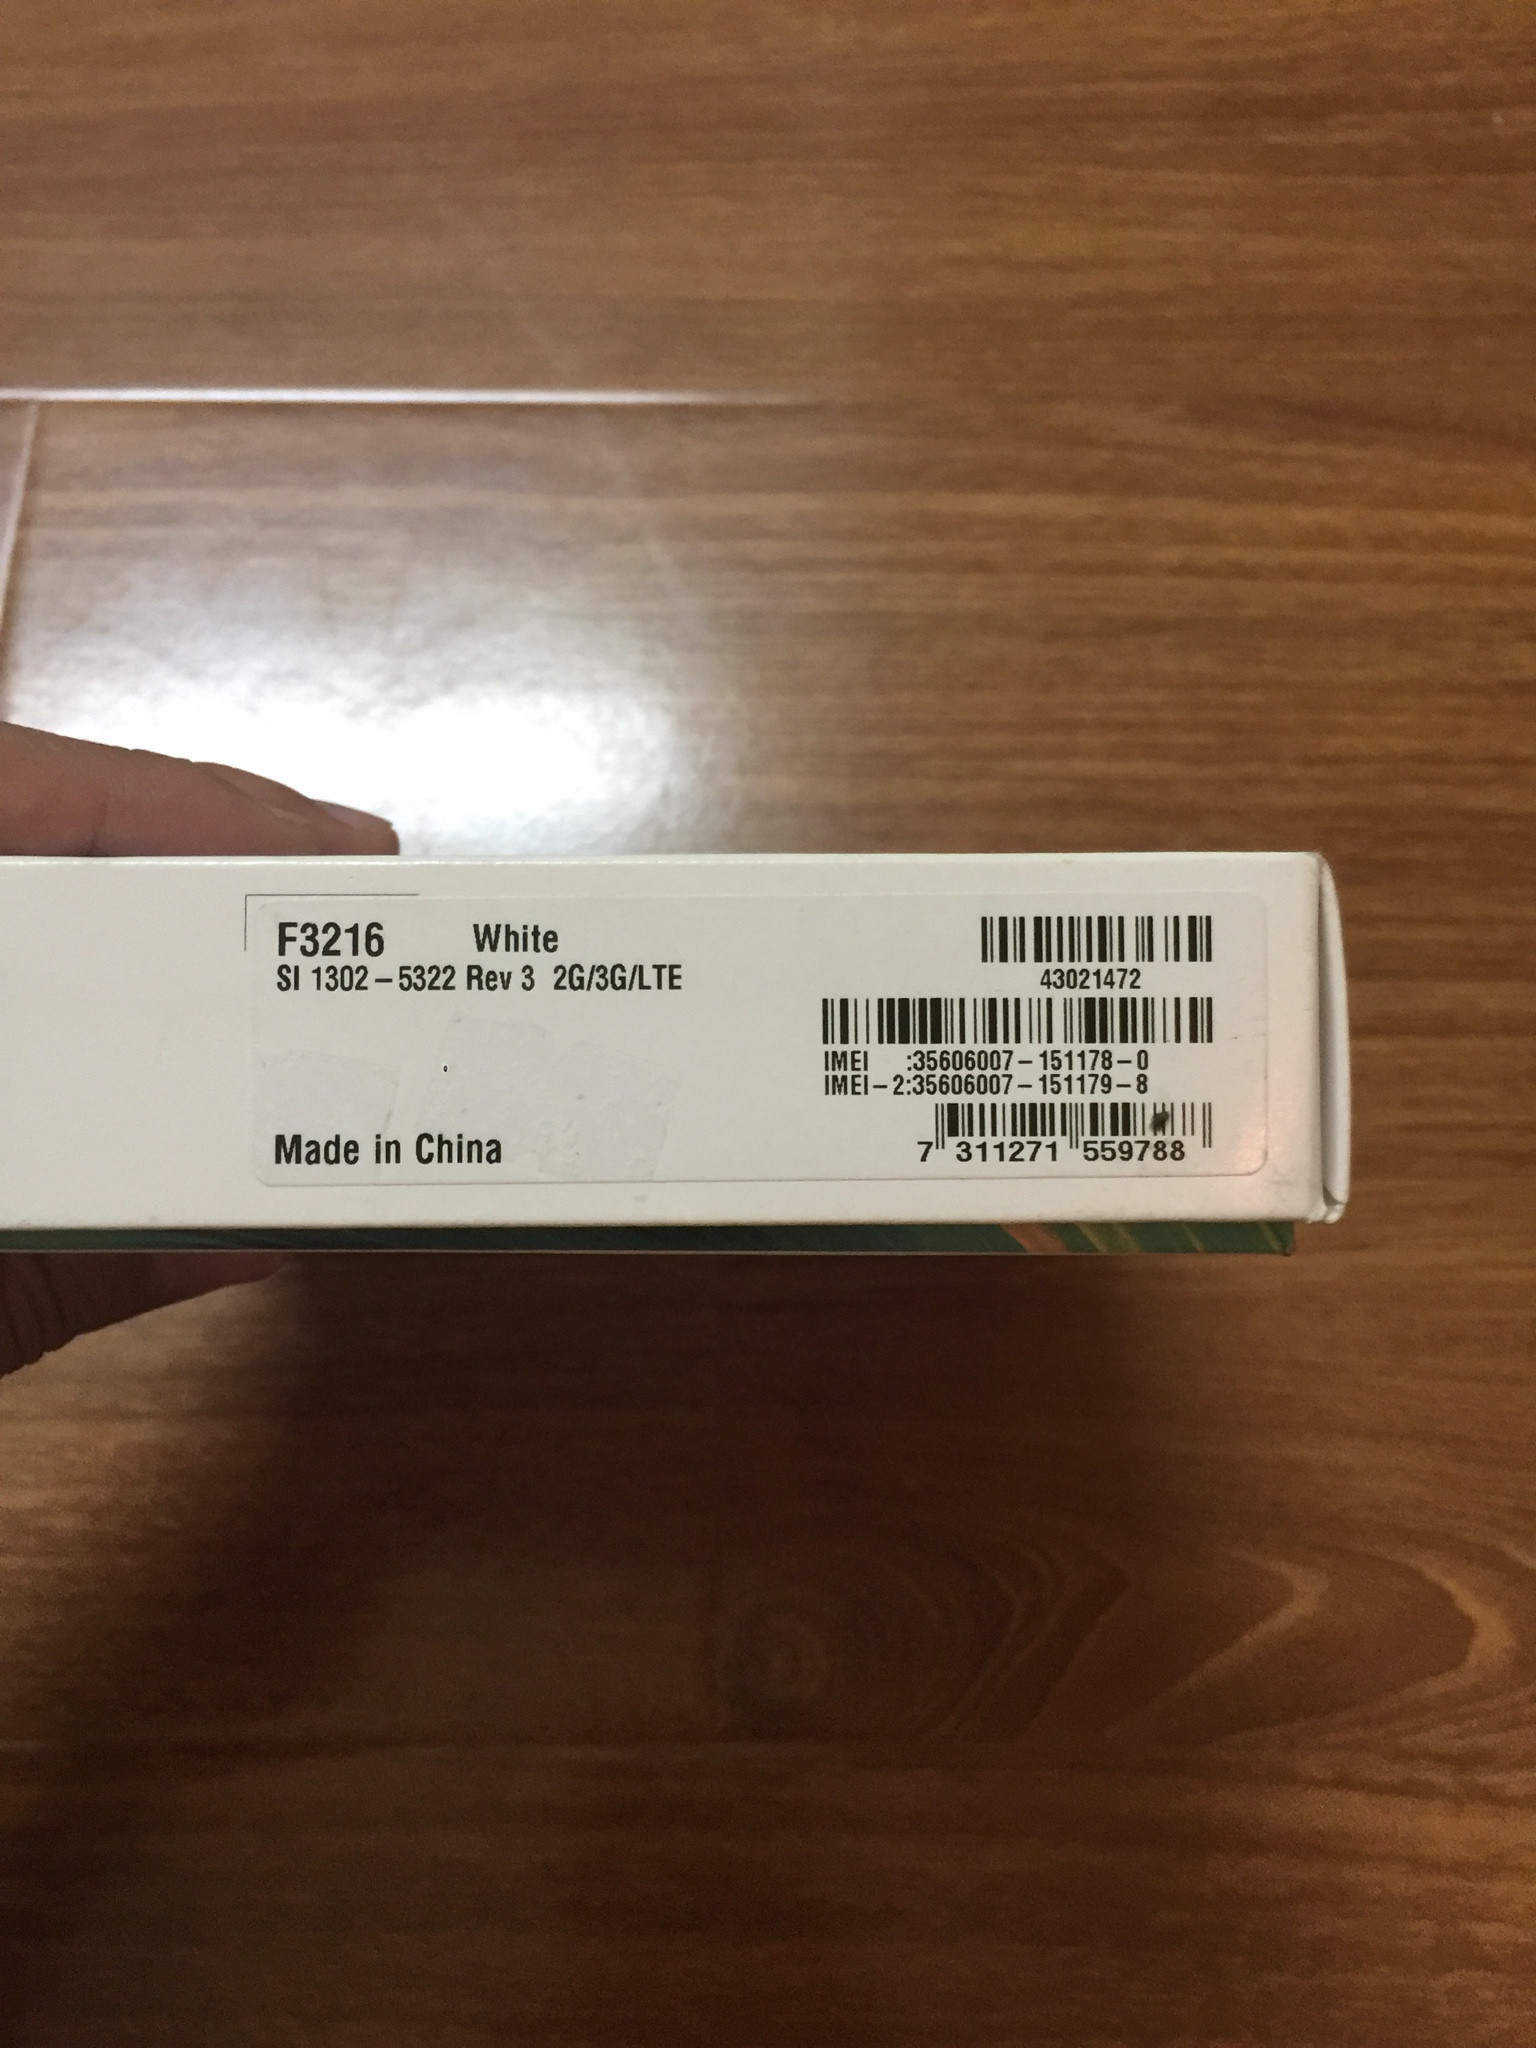 F3216 White
SI 1302-5322 Rev 3 2G/3G/LTE
43021472
IMEI :35606007-151178-0
IMEI-2:35606007-151179-8
Made in China
7 311271 559788